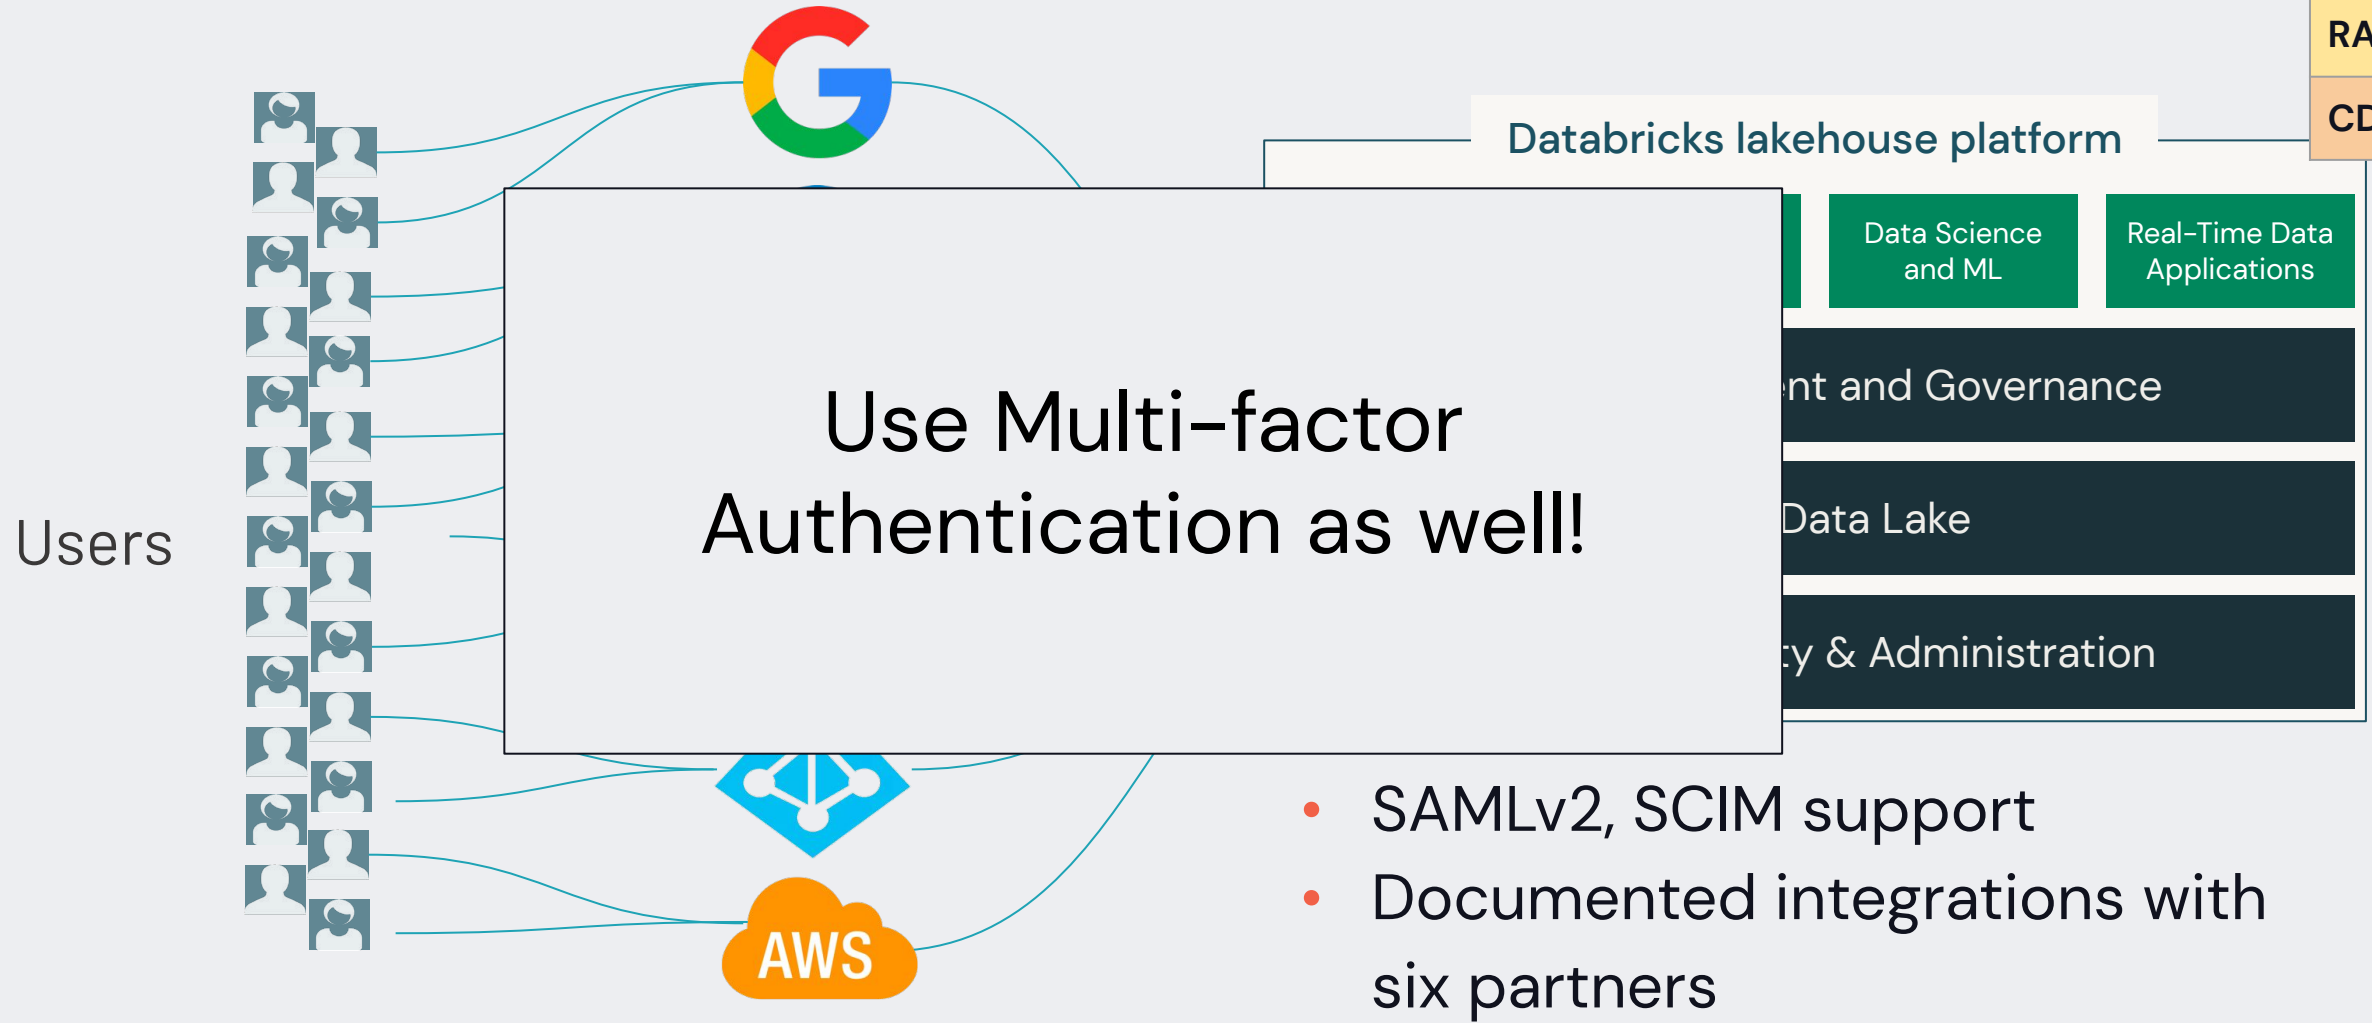 RA
CD
Databricks lakehouse platform
Data Science
and ML
Real-Time Data
Applications
Use Multi-factor
Authentication as well!
nt and Governance
Data Lake
ty & Administration
Users
AWS
SAMLv2, SCIM support
Documented integrations with
six partners